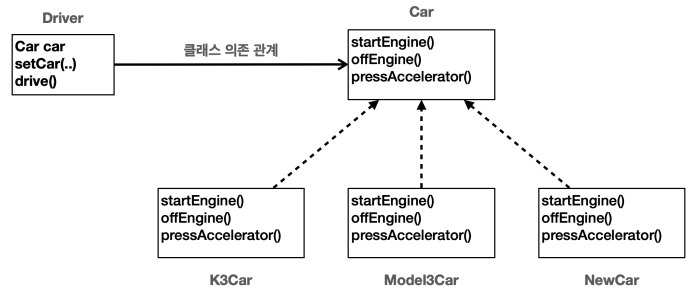 Driver
Car
Car car
setCar(..)
drive()
클래스 의존 관계
startEngine()
offEngine()
pressAccelerator()
startEngine()
offEngine()
pressAccelerator()
startEngine()
offEngine()
pressAccelerator()
startEngine()
offEngine()
pressAccelerator()
K3Car
Model3Car
NewCar